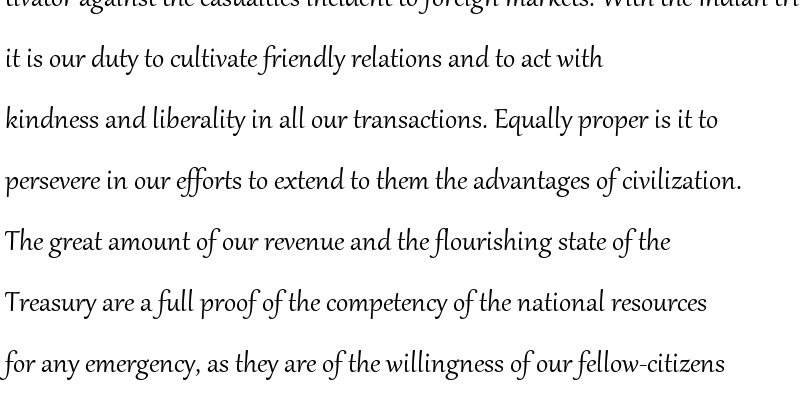 tivator against the casualties incident to foreign markets. With the Indian tri
it is our duty to cultivate friendly relations and to act with
kindness and liberality in all our transactions. Equally proper is it to
persevere in our efforts to extend to them the advantages of civilization.
The great amount of our revenue and the flourishing state of the
Treasury are a full proof of the competency of the national resources
for any emergency, as they are of the willingness of our fellow-citizens